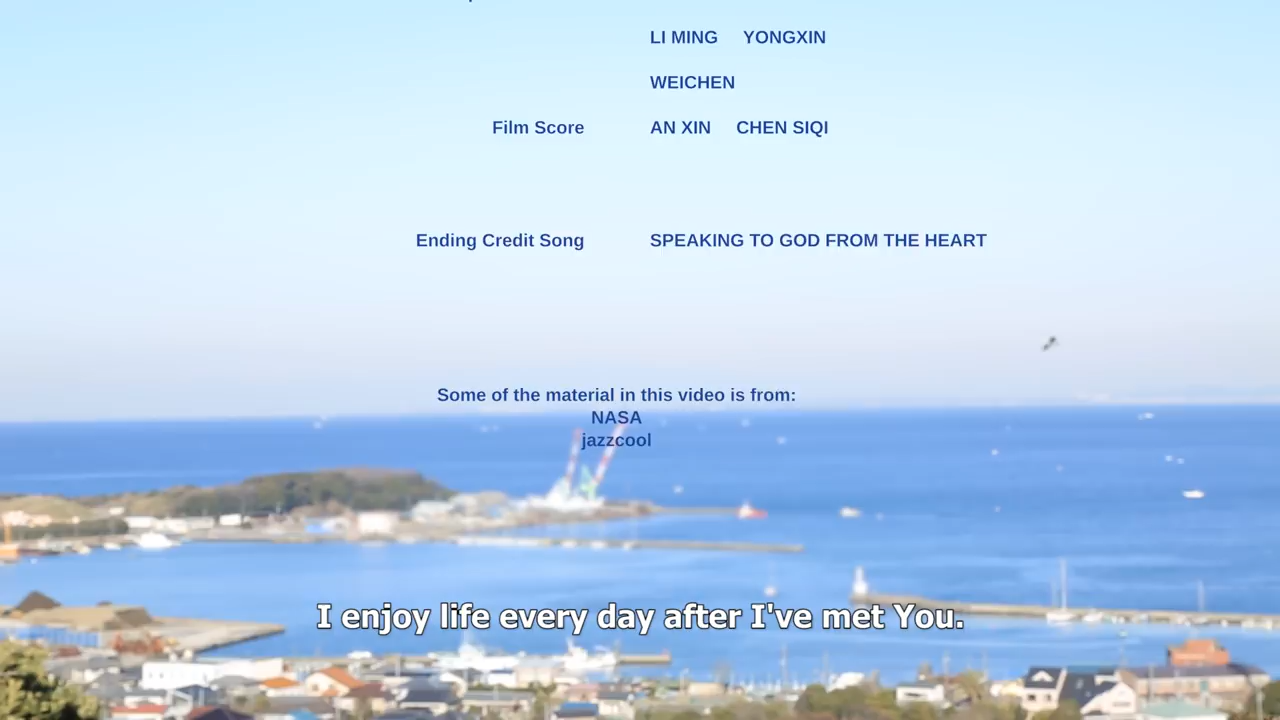 LI MING YONGXIN
WEICHEN
Film Score AN XIN CHEN SIQI
Ending Credit Song SPEAKING TO GOD FROM THE HEART
Some of the material in this video is from:
NASA
jazzcool
I enjoy life every day after I've met You.